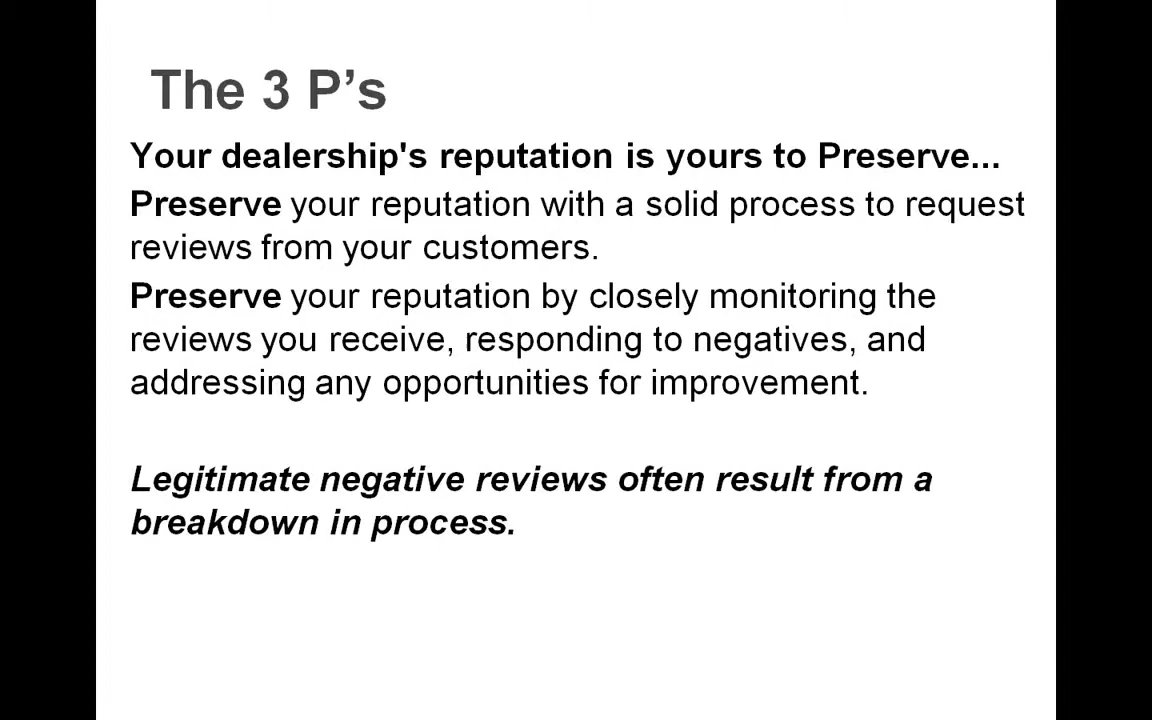 The 3 P’s
Your dealership's reputation is yours to Preserve...
Preserve your reputation with a solid process to request
reviews from your customers.
Preserve your reputation by closely monitoring the
reviews you receive, responding to negatives, and
addressing any opportunities for improvement.
Legitimate negative reviews often result from a
breakdown in process.